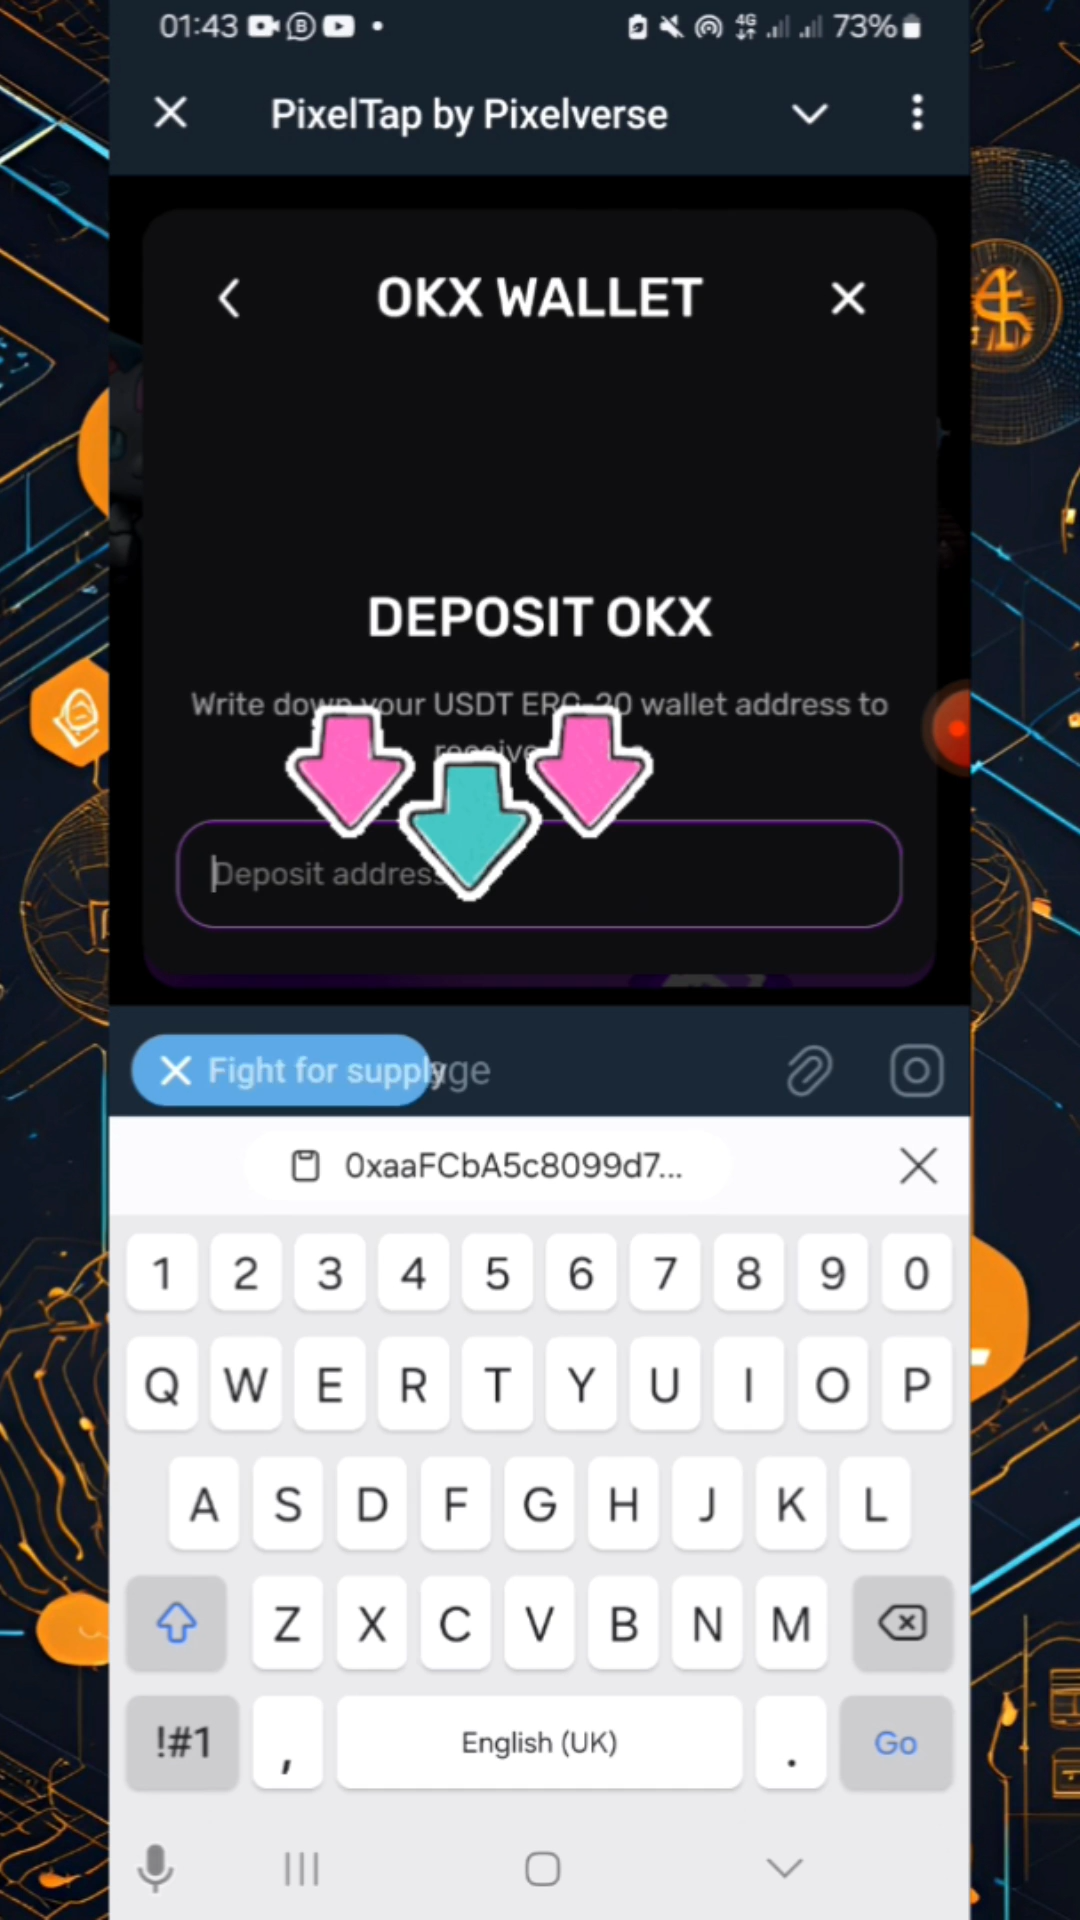 01:43 73%
4G
PixelTap by Pixelverse
OKX WALLET
DEPOSIT OKX
Write down your USDT ERC-20 wallet address to
receive
Deposit address
Fight for supply ge
0xaaFCbA5c8099d7...
1 2 3 4 5 6 7 8 9 0
Q W E R T Y U I O P
A S D F G H J K L
Z X C V B N M
!#1 , English (UK) . Go